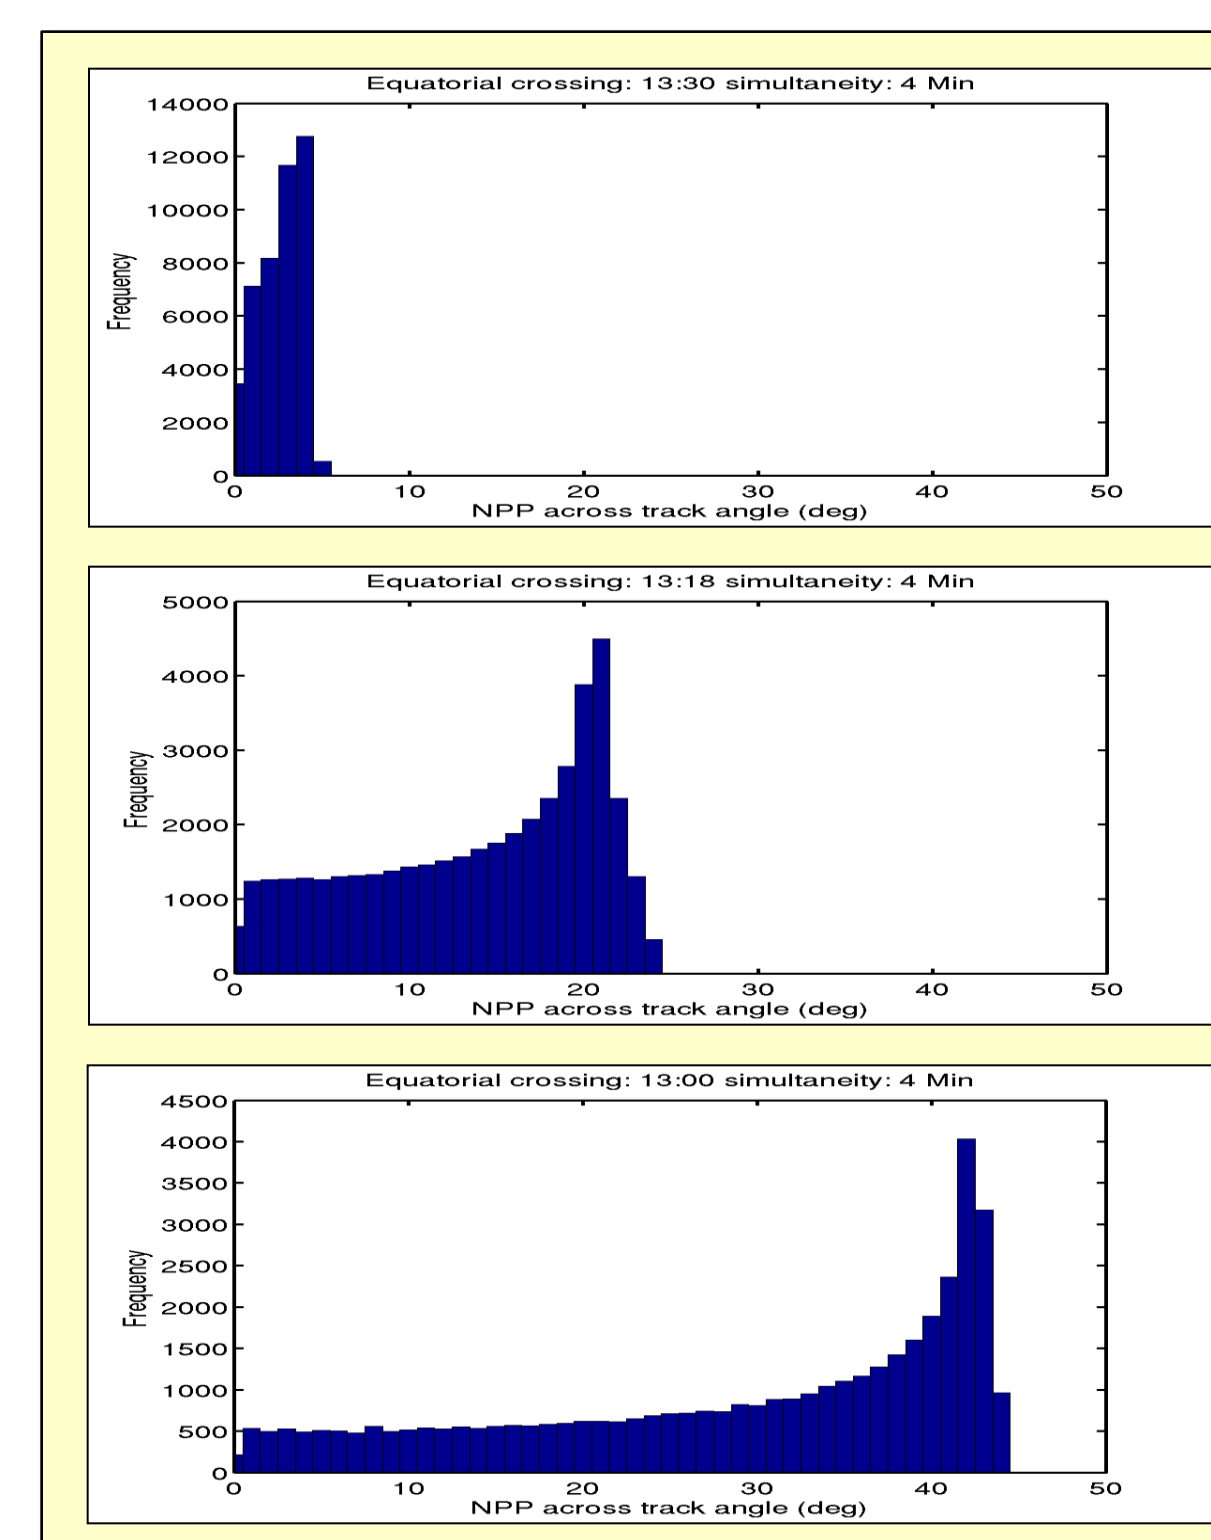 Equatorial crossing: 13:30 simultaneity: 4 Min
14000
12000
10000
8000
6000
4000
2000
0
Frequency
0 10 20 30 40 50
NPP across track angle (deg)
Equatorial crossing: 13:18 simultaneity: 4 Min
5000
4000
3000
2000
1000
0
Frequency
0 10 20 30 40 50
NPP across track angle (deg)
Equatorial crossing: 13:00 simultaneity: 4 Min
4500
4000
3500
3000
2500
2000
1500
1000
500
0
Frequency
0 10 20 30 40 50
NPP across track angle (deg)